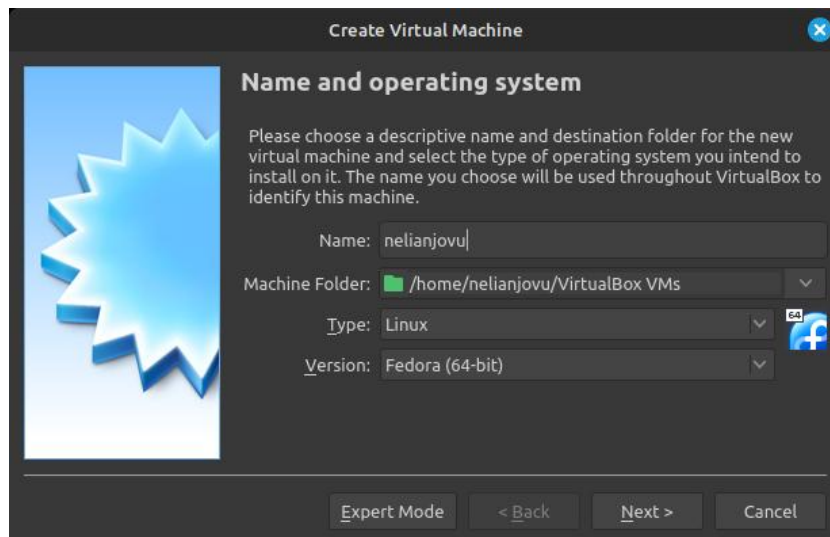 Create Virtual Machine
Name and operating system
Please choose a descriptive name and destination folder for the new
virtual machine and select the type of operating system you intend to
install on it. The name you choose will be used throughout VirtualBox to
identify this machine.
Name: nelianjovu
Machine Folder: /home/nelianjovu/VirtualBox VMs
Type: Linux
64
Version: Fedora (64-bit)
Expert Mode < Back Next > Cancel